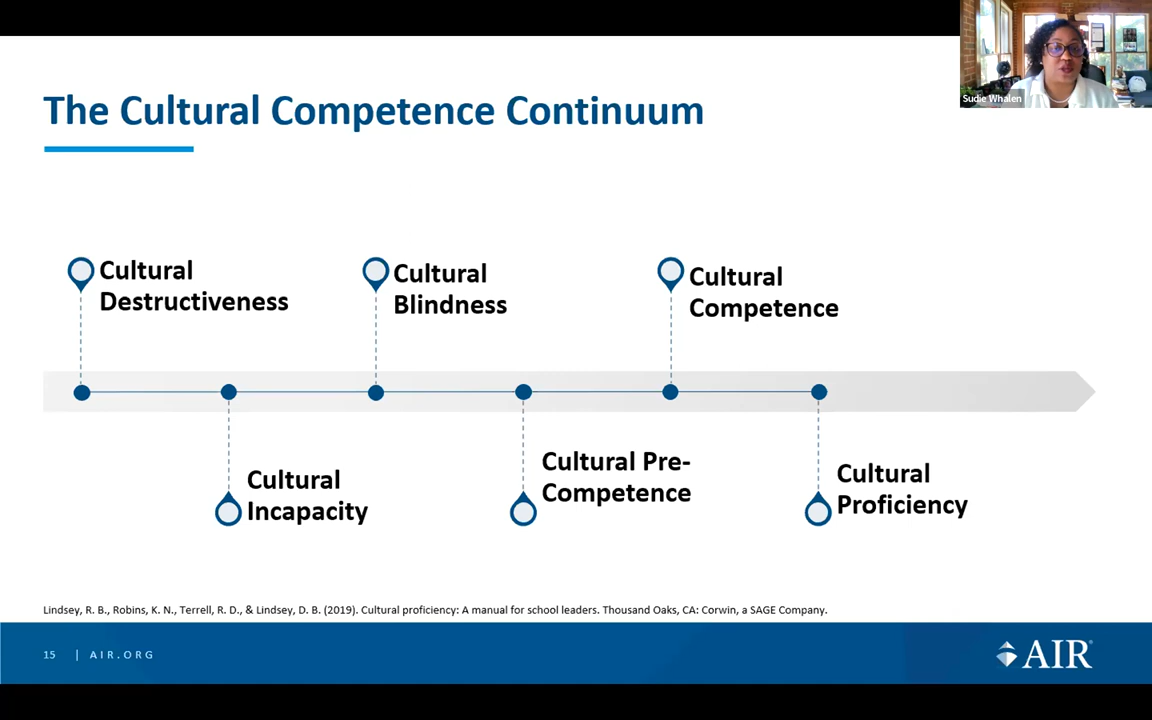 Sudie Whalen
The Cultural Competence Continuum
Cultural
Destructiveness
Cultural
Blindness
Cultural
Competence
Cultural
Incapacity
Cultural Pre-
Competence
Cultural
Proficiency
Lindsey, R. B., Robins, K. N., Terrell, R. D., & Lindsey, D. B. (2019). Cultural proficiency: A manual for school leaders. Thousand Oaks, CA: Corwin, a SAGE Company.
15 | AIR.ORG
AIR®